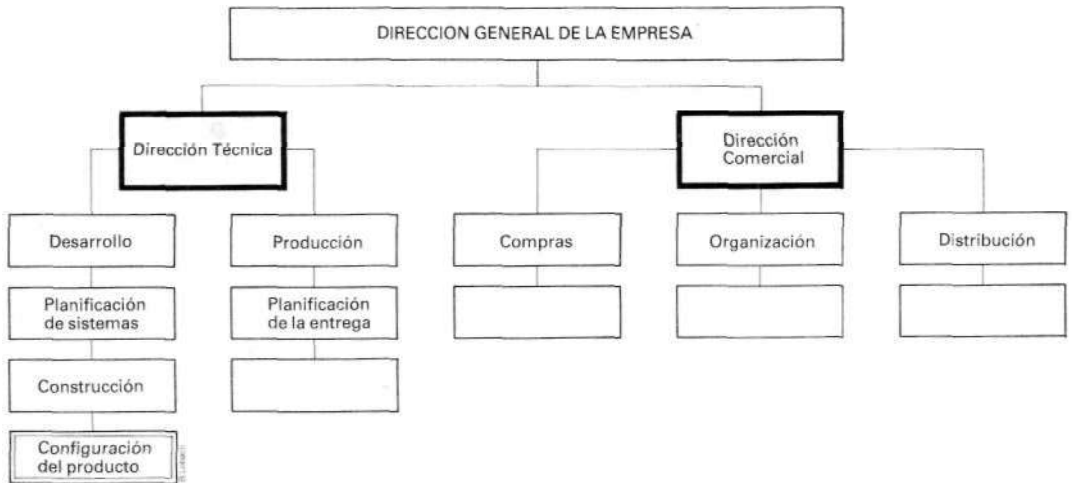 DIRECCION GENERAL DE LA EMPRESA
Dirección Técnica
Dirección
Comercial
Desarrollo
Producción
Compras
Organización
Distribución
Planificación
de sistemas
Planificación
de la entrega
Construcción
Configuración
del producto